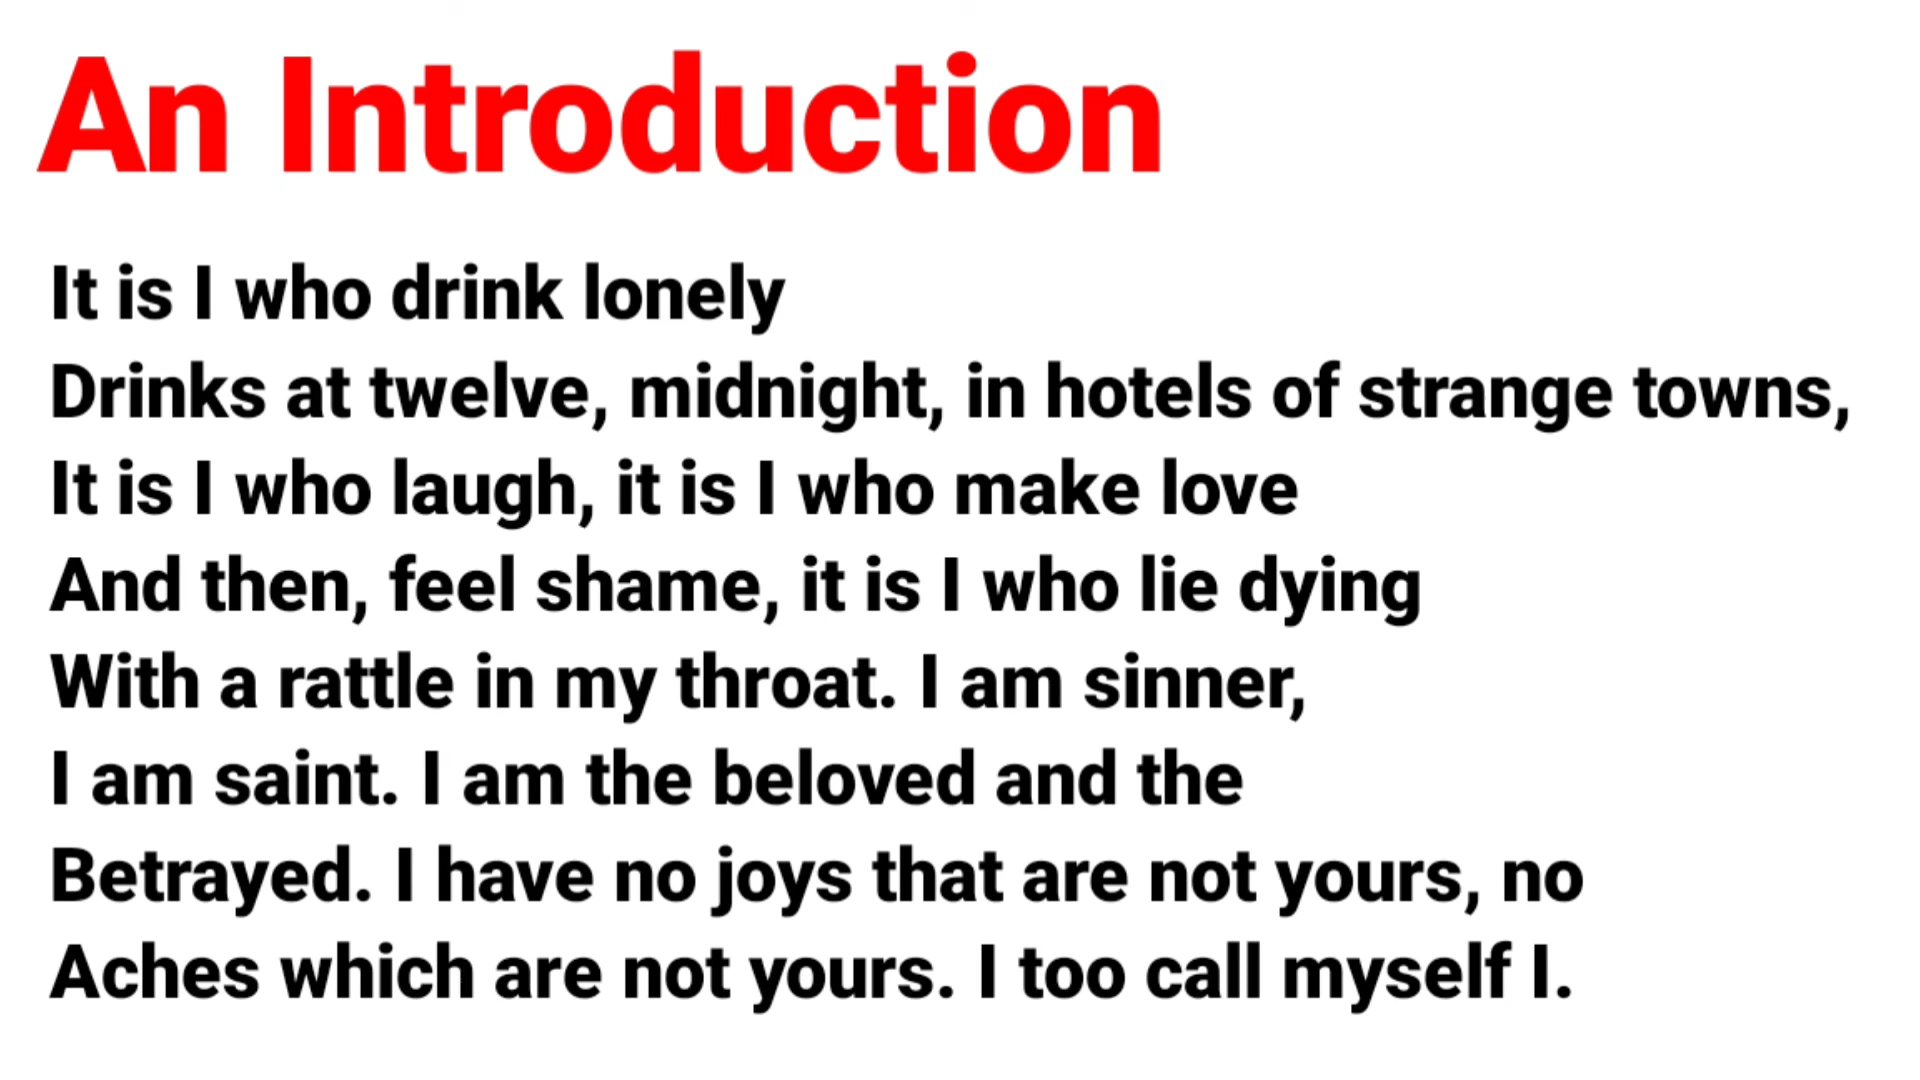 An Introduction
It is I who drink lonely
Drinks at twelve, midnight, in hotels of strange towns,
It is I who laugh, it is I who make love
And then, feel shame, it is I who lie dying
With a rattle in my throat. I am sinner,
I am saint. I am the beloved and the
Betrayed. I have no joys that are not yours, no
Aches which are not yours. I too call myself I.